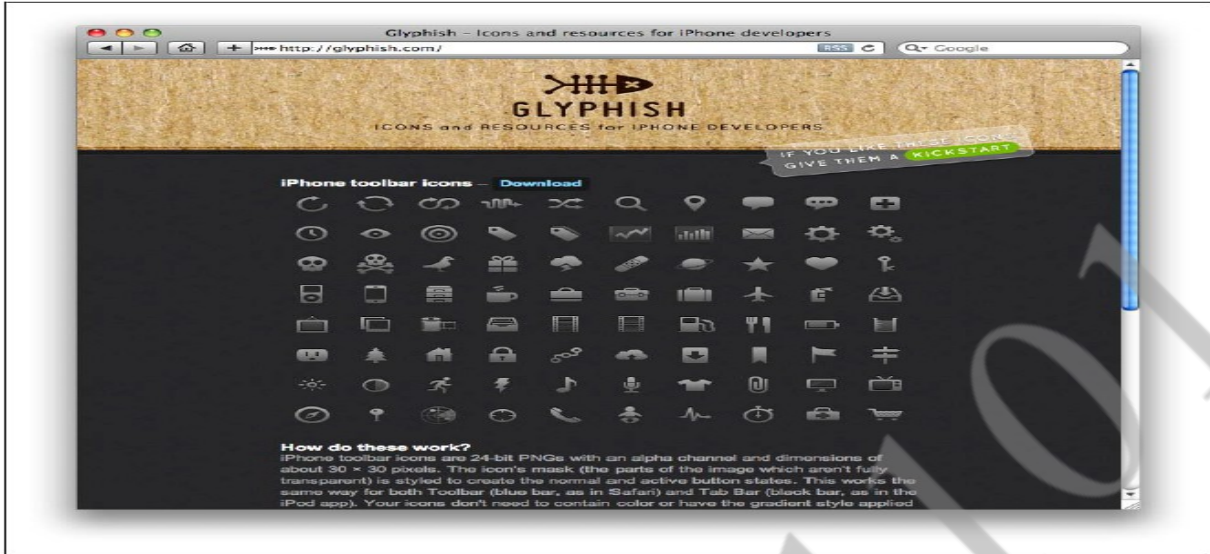 Glyphish – Icons and resources for iPhone developers
http://glyphish.com/ RSS Google
GLYPHISH
ICONS and RESOURCES for IPHONE DEVELOPERS
IF YOU LIKE THESE ICONS
GIVE THEM A KICKSTART
iPhone toolbar icons – Download
How do these work?
iPhone toolbar icons are 24-bit PNGs with an alpha channel and dimensions of
about 30 × 30 pixels. The icon's mask (the parts of the image which aren't fully
transparent) is styled to create the normal and active button states. This works the
same way for both Toolbar (blue bar, as in Safari) and Tab Bar (black bar, as in the
iPod app). Your icons don't need to contain color or have the gradient style applied